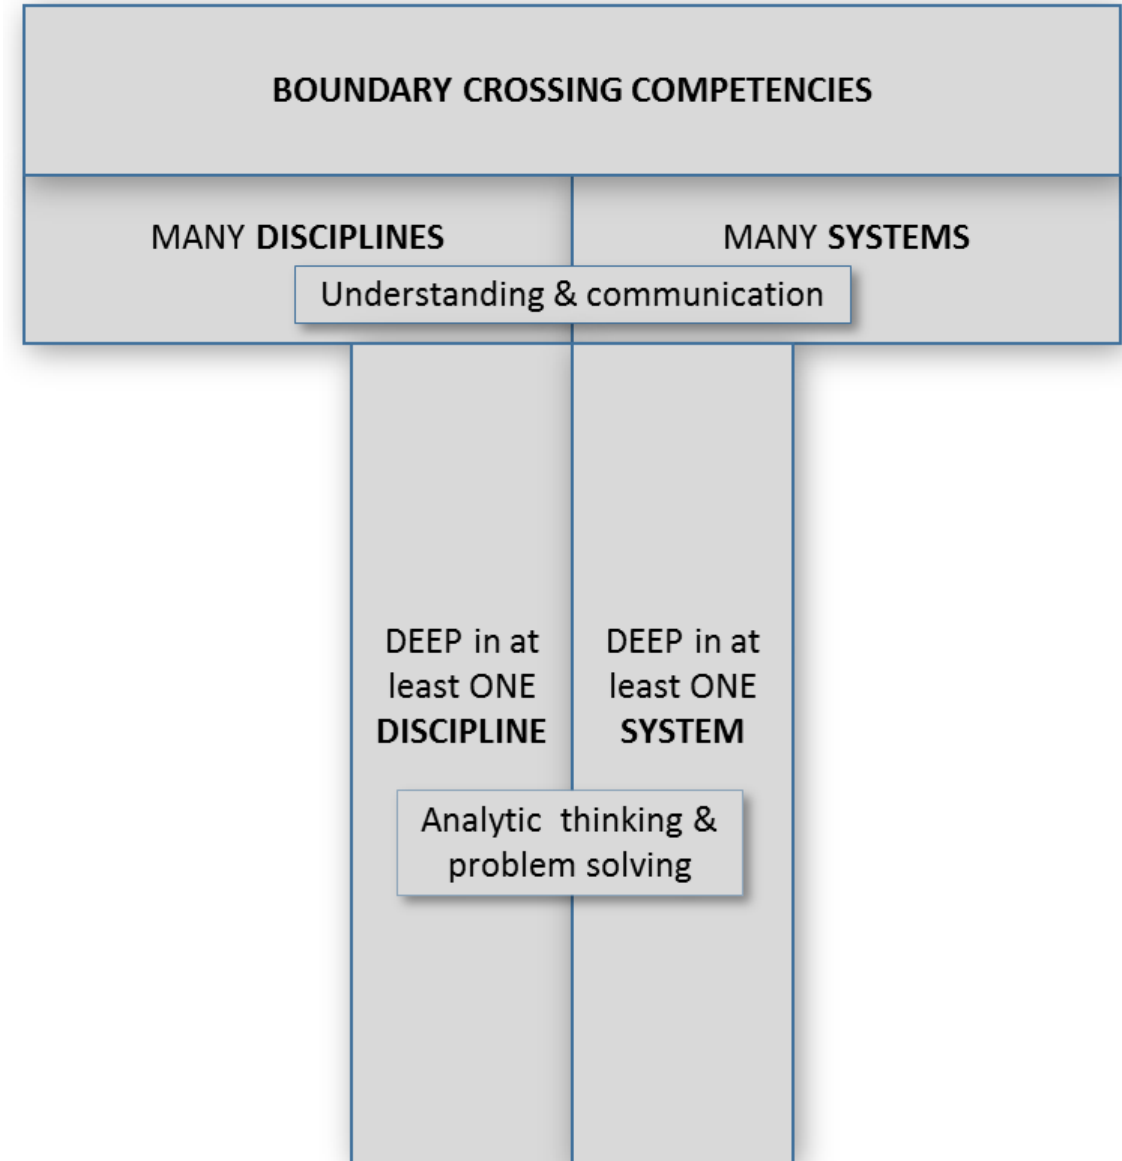 BOUNDARY CROSSING COMPETENCIES
MANY DISCIPLINES
MANY SYSTEMS
Understanding & communication
DEEP in at
least ONE
DISCIPLINE
DEEP in at
least ONE
SYSTEM
Analytic thinking &
problem solving